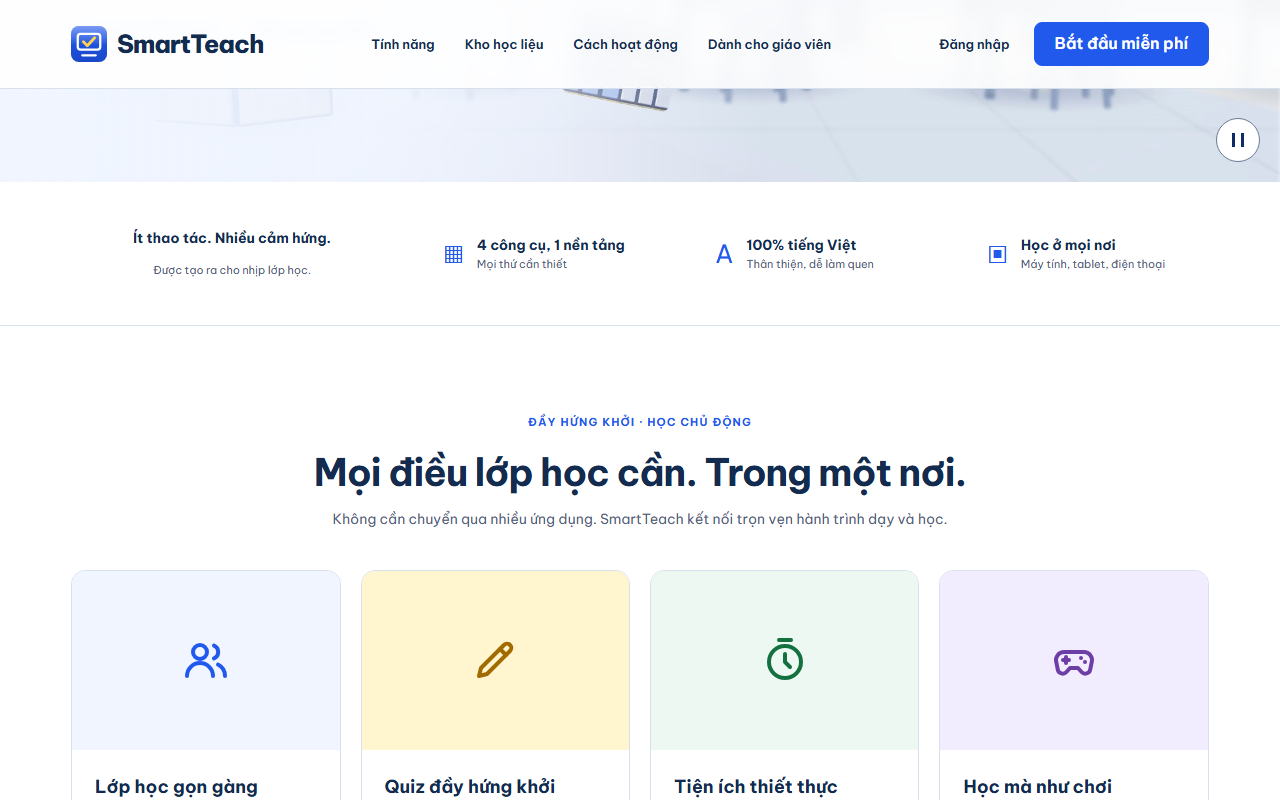 SmartTeach
Tính năng
Kho học liệu
Cách hoạt động
Dành cho giáo viên
Đăng nhập
Bắt đầu miễn phí
Ít thao tác. Nhiều cảm hứng.
Được tạo ra cho nhịp lớp học.
4 công cụ, 1 nền tảng
Mọi thứ cần thiết
A
100% tiếng Việt
Thân thiện, dễ làm quen
Học ở mọi nơi
Máy tính, tablet, điện thoại
ĐẦY HỨNG KHỞI · HỌC CHỦ ĐỘNG
Mọi điều lớp học cần. Trong một nơi.
Không cần chuyển qua nhiều ứng dụng. SmartTeach kết nối trọn vẹn hành trình dạy và học.
Lớp học gọn gàng
Quiz đầy hứng khởi
Tiện ích thiết thực
Học mà như chơi